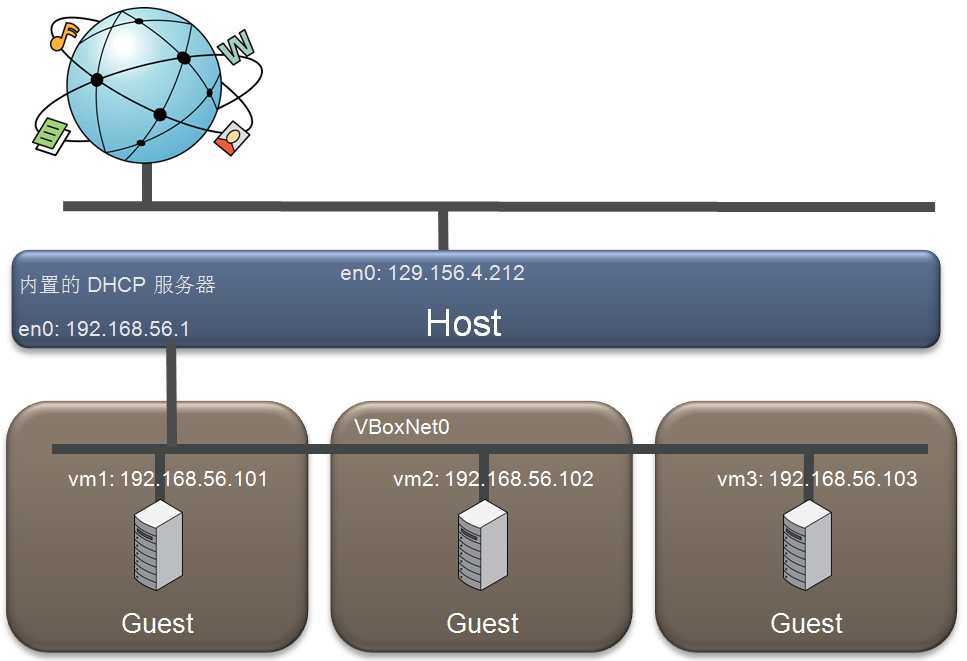 W
en0: 129.156.4.212
内置的 DHCP 服务器
Host
en0: 192.168.56.1
VBoxNet0
vm1: 192.168.56.101
vm2: 192.168.56.102
vm3: 192.168.56.103
Guest
Guest
Guest